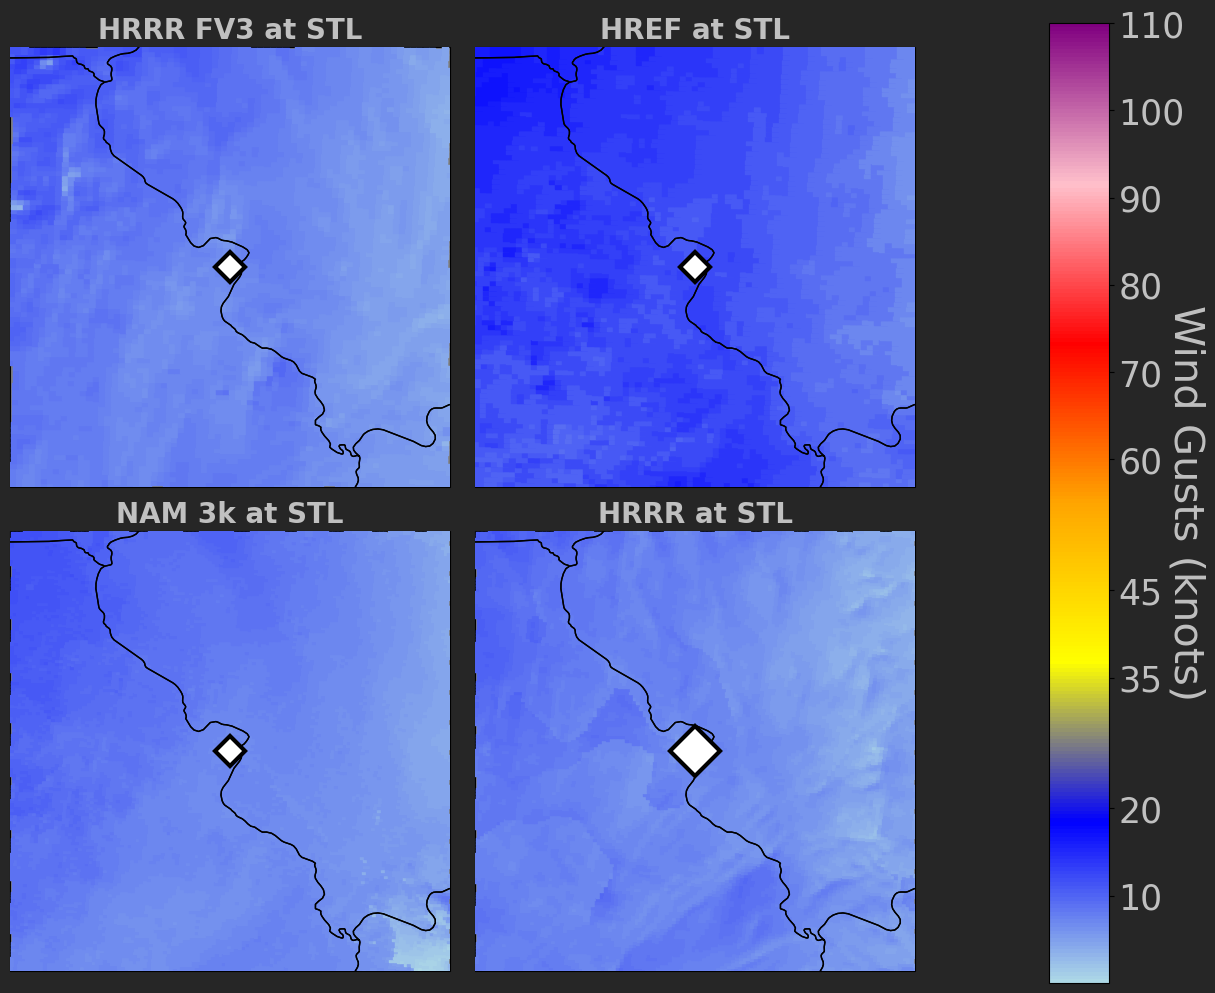 HRRR FV3 at STL
HREF at STL
NAM 3k at STL
HRRR at STL
110
100
90
80
70
60
45
35
20
10
Wind Gusts (knots)